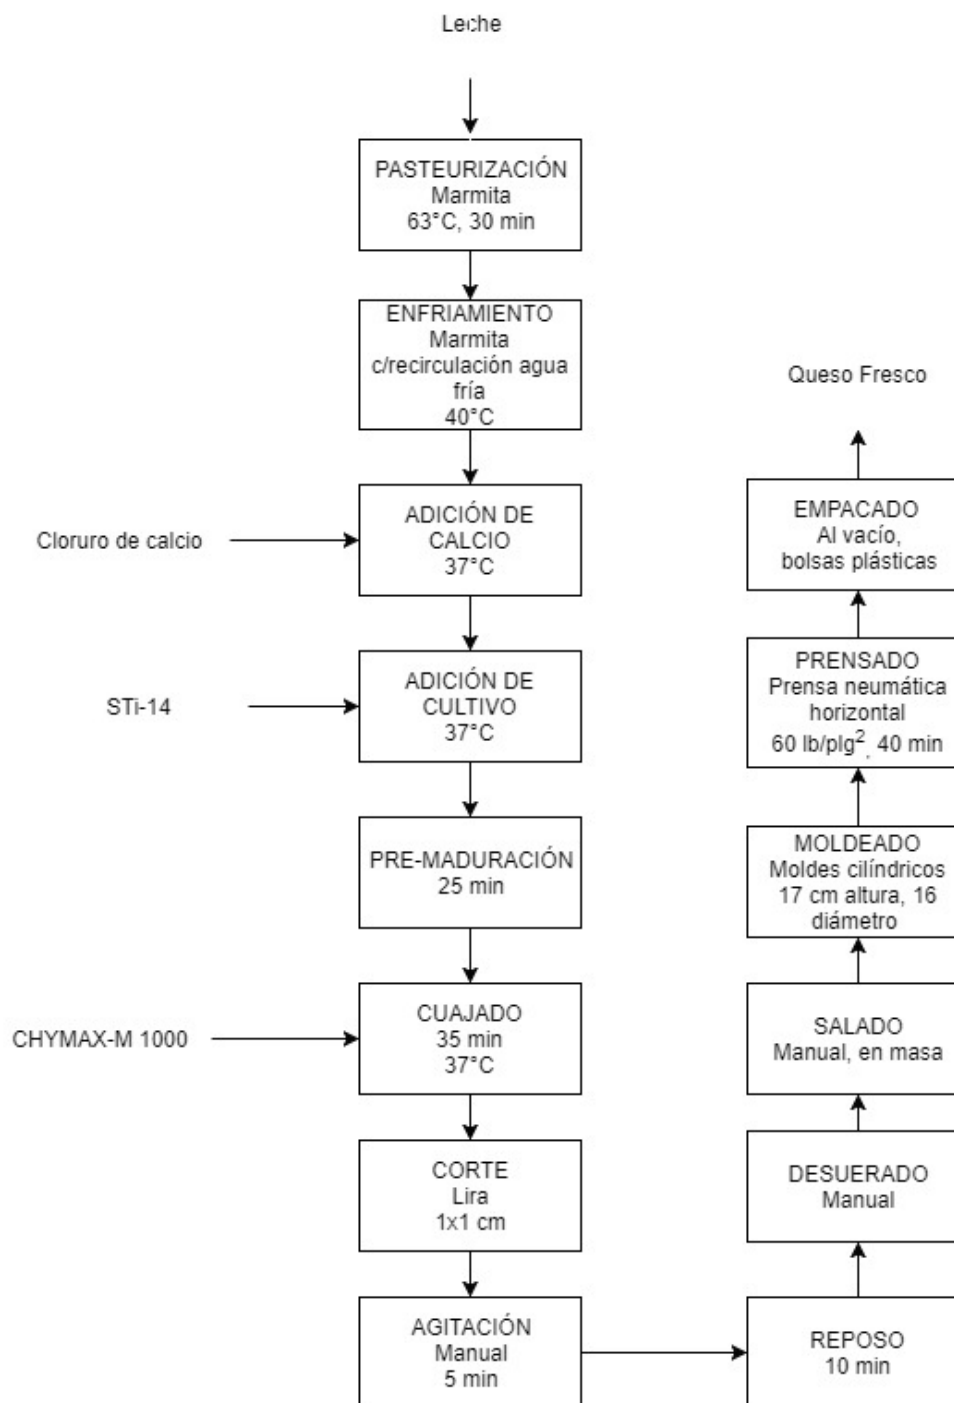 Leche
PASTEURIZACIÓN
Marmita
63°C, 30 min
ENFRIAMIENTO
Marmita
c/recirculación agua
fría
40°C
Cloruro de calcio
ADICIÓN DE
CALCIO
37°C
STi-14
ADICIÓN DE
CULTIVO
37°C
PRE-MADURACIÓN
25 min
CHYMAX-M 1000
CUAJADO
35 min
37°C
CORTE
Lira
1x1 cm
AGITACIÓN
Manual
5 min
REPOSO
10 min
DESUERADO
Manual
SALADO
Manual, en masa
MOLDEADO
Moldes cilíndricos
17 cm altura, 16
diámetro
PRENSADO
Prensa neumática
horizontal
60 lb/plg², 40 min
EMPACADO
Al vacío,
bolsas plásticas
Queso Fresco